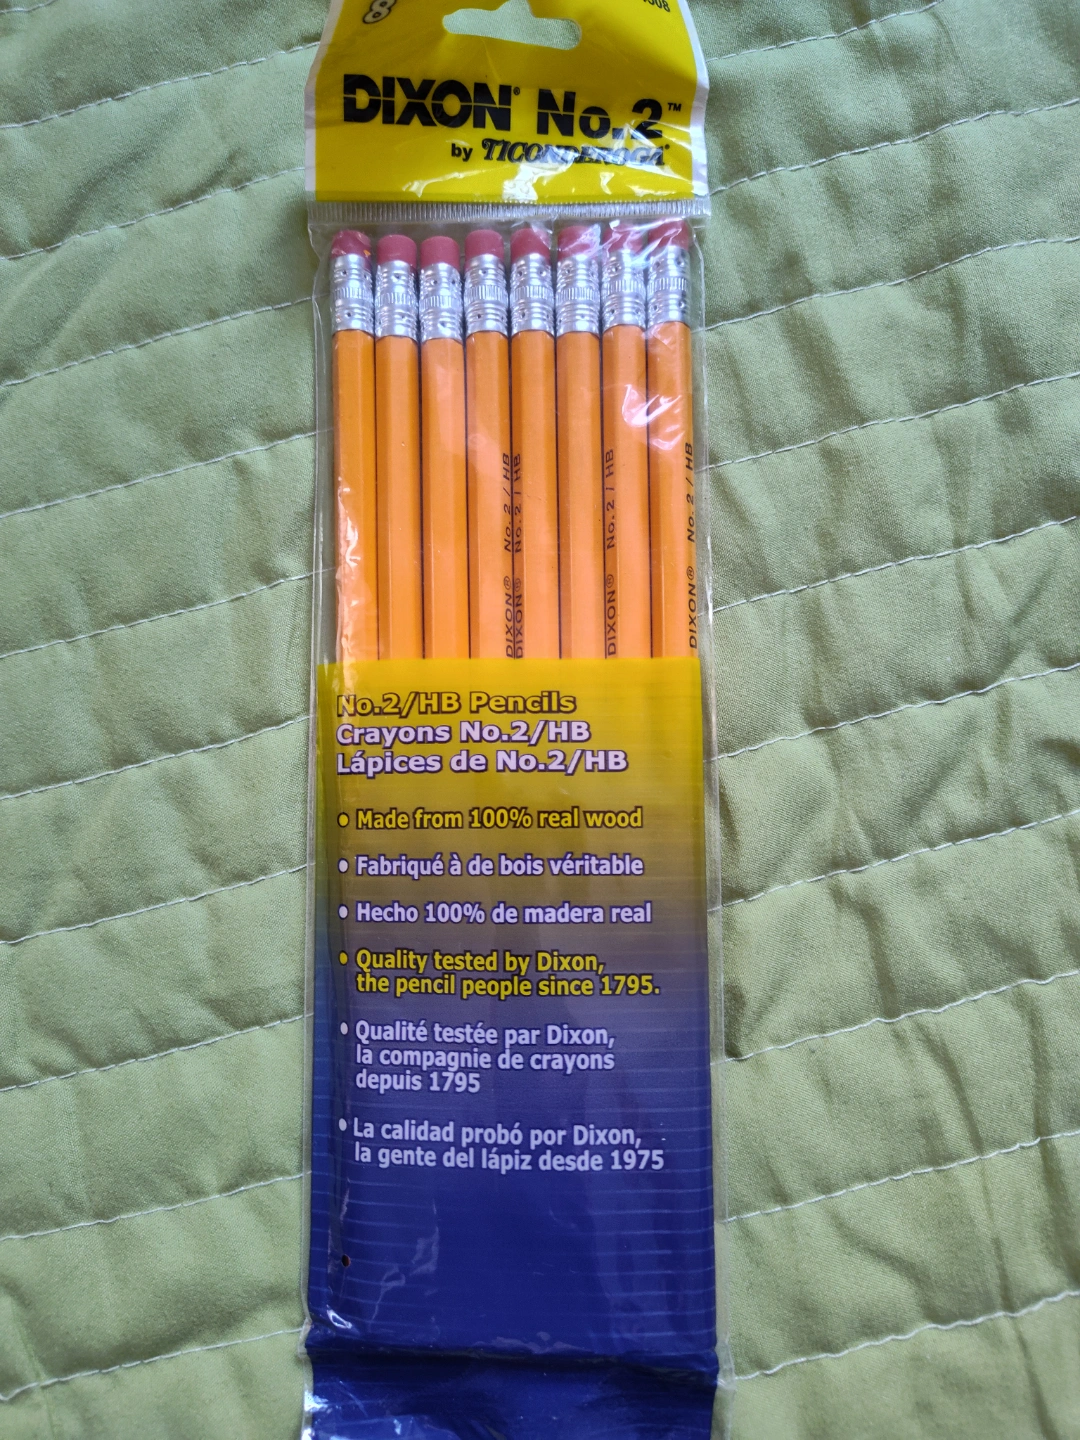 8
DIXON® No.2™
by TICONDEROGA®
DIXON® No. 2 / HB
DIXON® No. 2 / HB
DIXON® No. 2 / HB
DIXON® No. 2 / HB
No.2/HB Pencils
Crayons No.2/HB
Lápices de No.2/HB
• Made from 100% real wood
• Fabriqué à de bois véritable
• Hecho 100% de madera real
• Quality tested by Dixon,
the pencil people since 1795.
• Qualité testée par Dixon,
la compagnie de crayons
depuis 1795
• La calidad probó por Dixon,
la gente del lápiz desde 1975